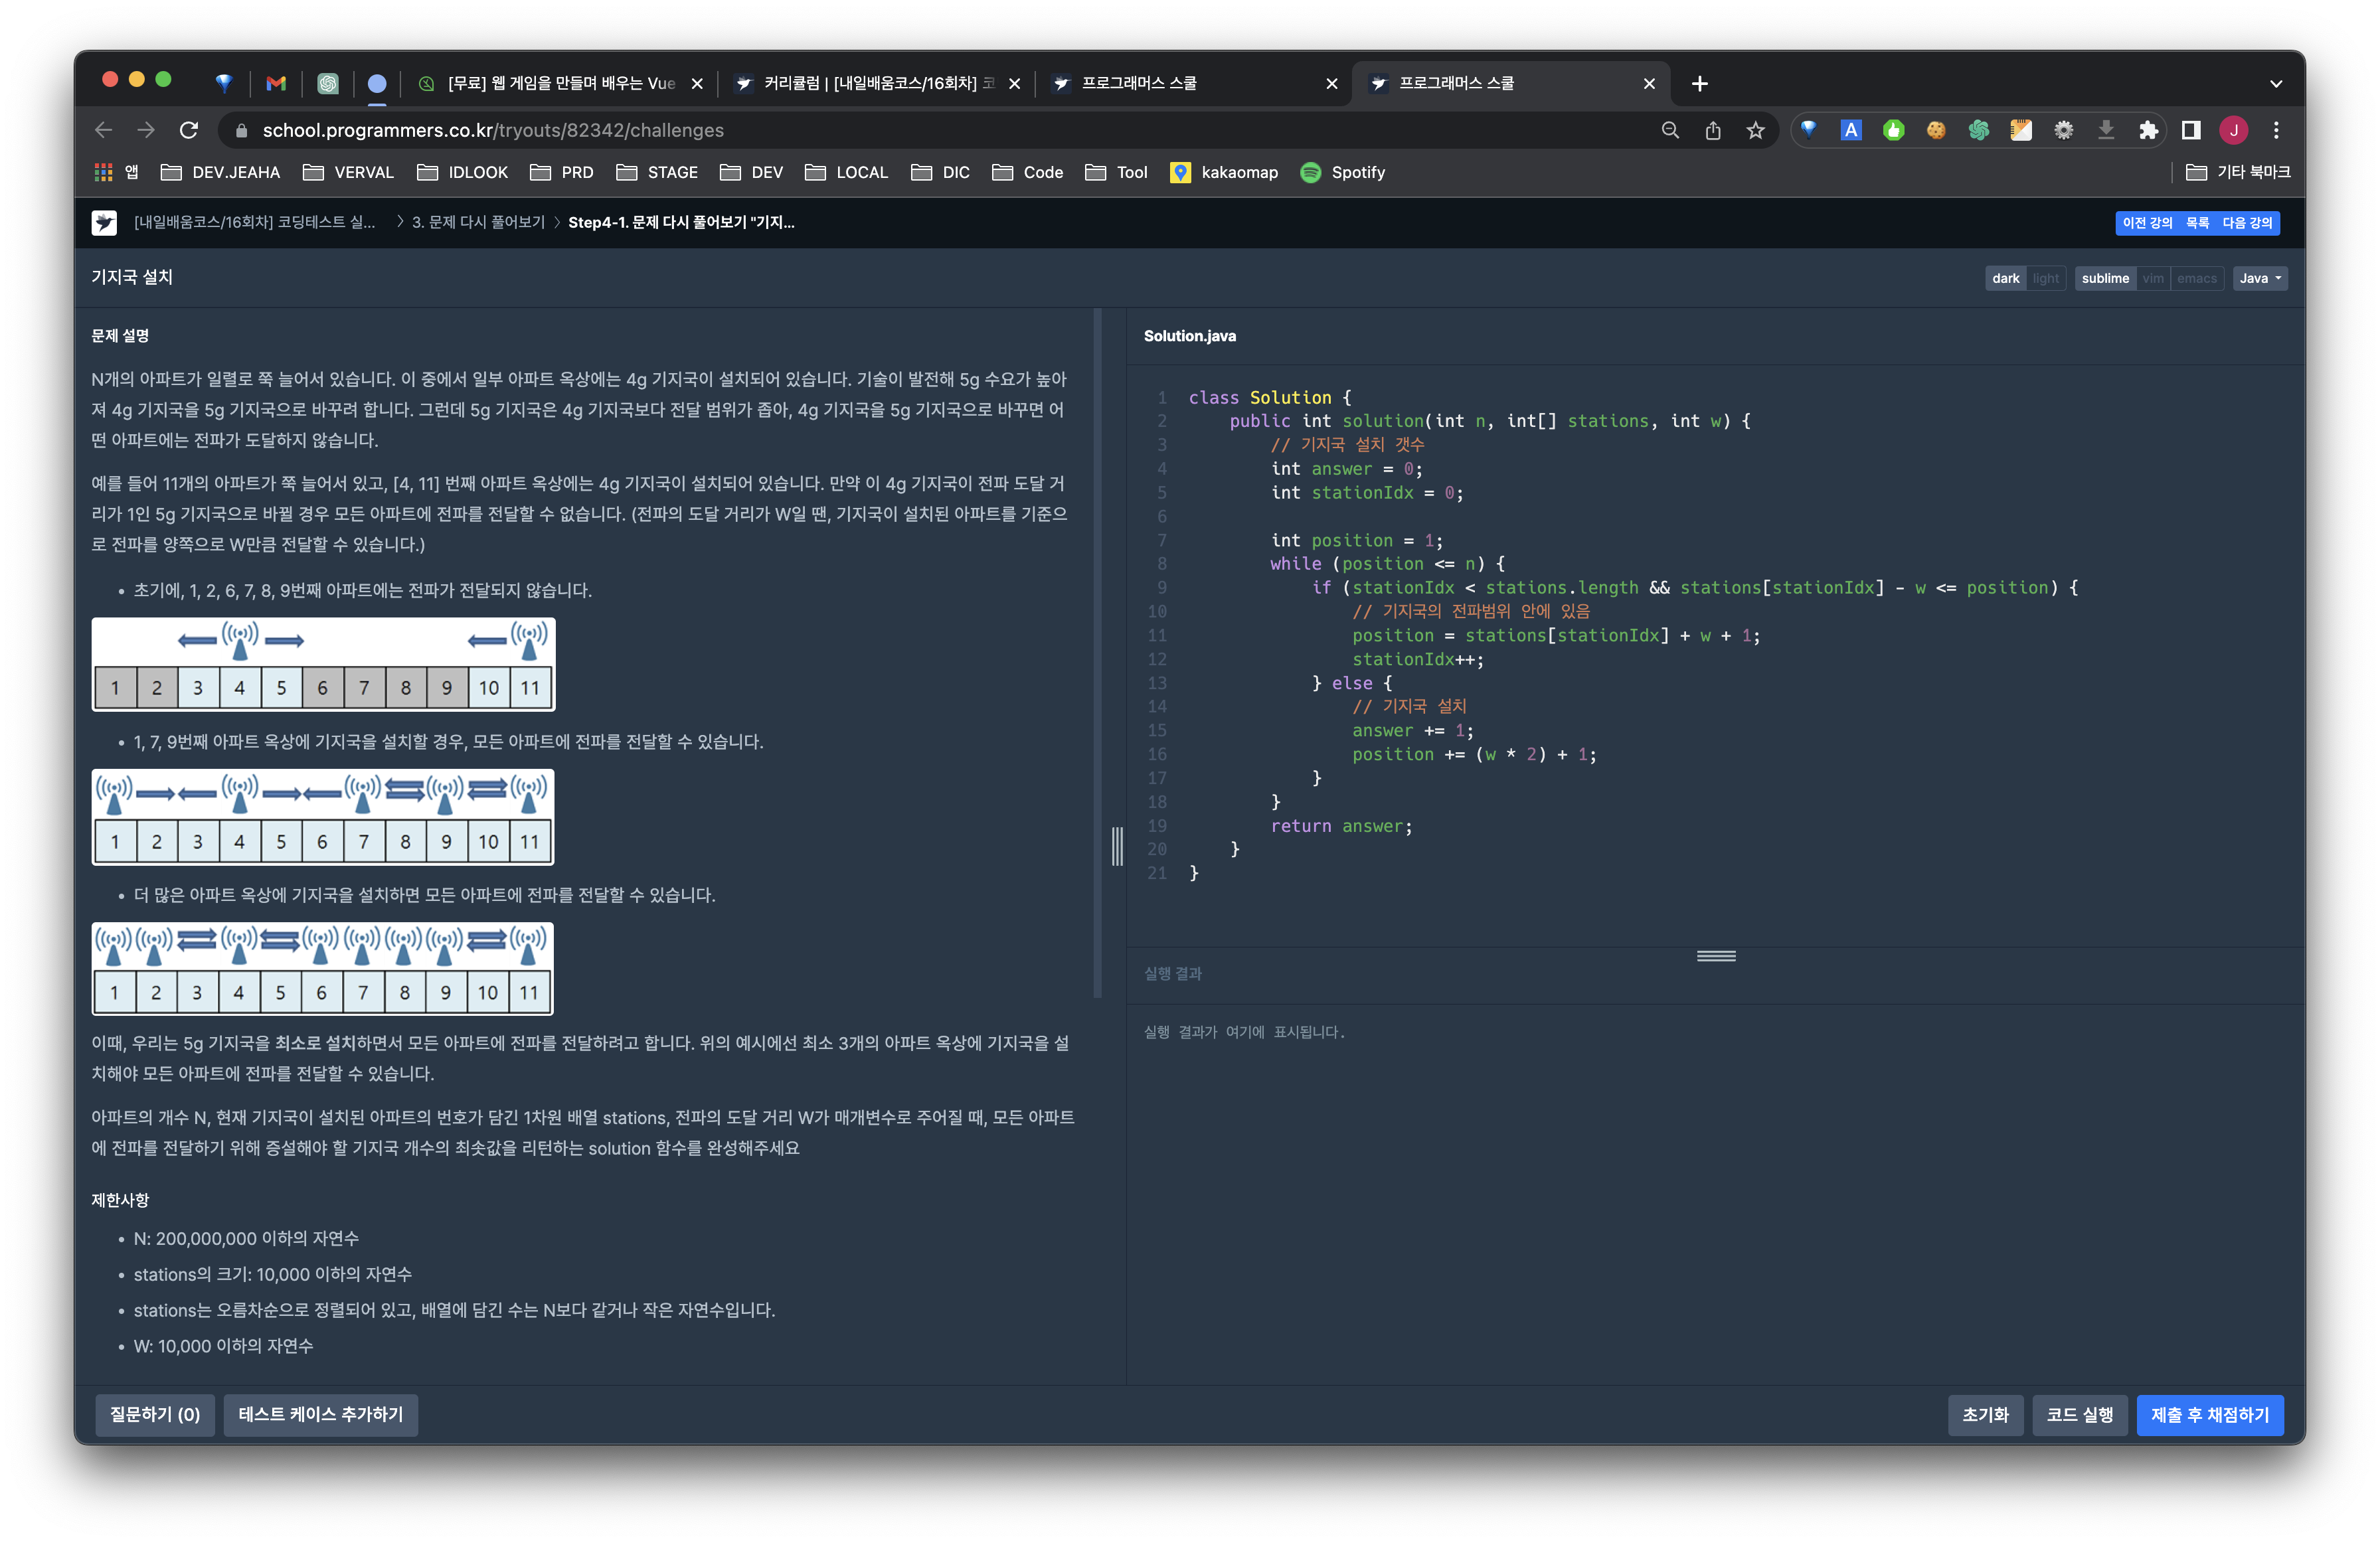 [무료] 웹 게임을 만들며 배우는 Vue
커리큘럼 | [내일배움코스/16회차] 코
프로그래머스 스쿨
프로그래머스 스쿨
school.programmers.co.kr/tryouts/82342/challenges
A
J
앱 DEV.JEAHA VERVAL IDLOOK PRD STAGE DEV LOCAL DIC Code Tool kakaomap Spotify 기타 북마크
[내일배움코스/16회차] 코딩테스트 실... > 3. 문제 다시 풀어보기 > Step4-1. 문제 다시 풀어보기 "기지...
이전 강의 목록 다음 강의
기지국 설치
dark light sublime vim emacs Java
문제 설명
N개의 아파트가 일렬로 쭉 늘어서 있습니다. 이 중에서 일부 아파트 옥상에는 4g 기지국이 설치되어 있습니다. 기술이 발전해 5g 수요가 높아
져 4g 기지국을 5g 기지국으로 바꾸려 합니다. 그런데 5g 기지국은 4g 기지국보다 전달 범위가 좁아, 4g 기지국을 5g 기지국으로 바꾸면 어
떤 아파트에는 전파가 도달하지 않습니다.
예를 들어 11개의 아파트가 쭉 늘어서 있고, [4, 11] 번째 아파트 옥상에는 4g 기지국이 설치되어 있습니다. 만약 이 4g 기지국이 전파 도달 거
리가 1인 5g 기지국으로 바뀔 경우 모든 아파트에 전파를 전달할 수 없습니다. (전파의 도달 거리가 W일 땐, 기지국이 설치된 아파트를 기준으
로 전파를 양쪽으로 W만큼 전달할 수 있습니다.)
• 초기에, 1, 2, 6, 7, 8, 9번째 아파트에는 전파가 전달되지 않습니다.
1 2 3 4 5 6 7 8 9 10 11
• 1, 7, 9번째 아파트 옥상에 기지국을 설치할 경우, 모든 아파트에 전파를 전달할 수 있습니다.
1 2 3 4 5 6 7 8 9 10 11
• 더 많은 아파트 옥상에 기지국을 설치하면 모든 아파트에 전파를 전달할 수 있습니다.
1 2 3 4 5 6 7 8 9 10 11
이때, 우리는 5g 기지국을 최소로 설치하면서 모든 아파트에 전파를 전달하려고 합니다. 위의 예시에선 최소 3개의 아파트 옥상에 기지국을 설
치해야 모든 아파트에 전파를 전달할 수 있습니다.
아파트의 개수 N, 현재 기지국이 설치된 아파트의 번호가 담긴 1차원 배열 stations, 전파의 도달 거리 W가 매개변수로 주어질 때, 모든 아파트
에 전파를 전달하기 위해 증설해야 할 기지국 개수의 최솟값을 리턴하는 solution 함수를 완성해주세요
제한사항
• N: 200,000,000 이하의 자연수
• stations의 크기: 10,000 이하의 자연수
• stations는 오름차순으로 정렬되어 있고, 배열에 담긴 수는 N보다 같거나 작은 자연수입니다.
• W: 10,000 이하의 자연수
Solution.java
1 class Solution {
2 public int solution(int n, int[] stations, int w) {
3 // 기지국 설치 갯수
4 int answer = 0;
5 int stationIdx = 0;
6
7 int position = 1;
8 while (position <= n) {
9 if (stationIdx < stations.length && stations[stationIdx] - w <= position) {
10 // 기지국의 전파범위 안에 있음
11 position = stations[stationIdx] + w + 1;
12 stationIdx++;
13 } else {
14 // 기지국 설치
15 answer += 1;
16 position += (w * 2) + 1;
17 }
18 }
19 return answer;
20 }
21 }
실행 결과
실행 결과가 여기에 표시됩니다.
질문하기 (0) 테스트 케이스 추가하기
초기화 코드 실행 제출 후 채점하기